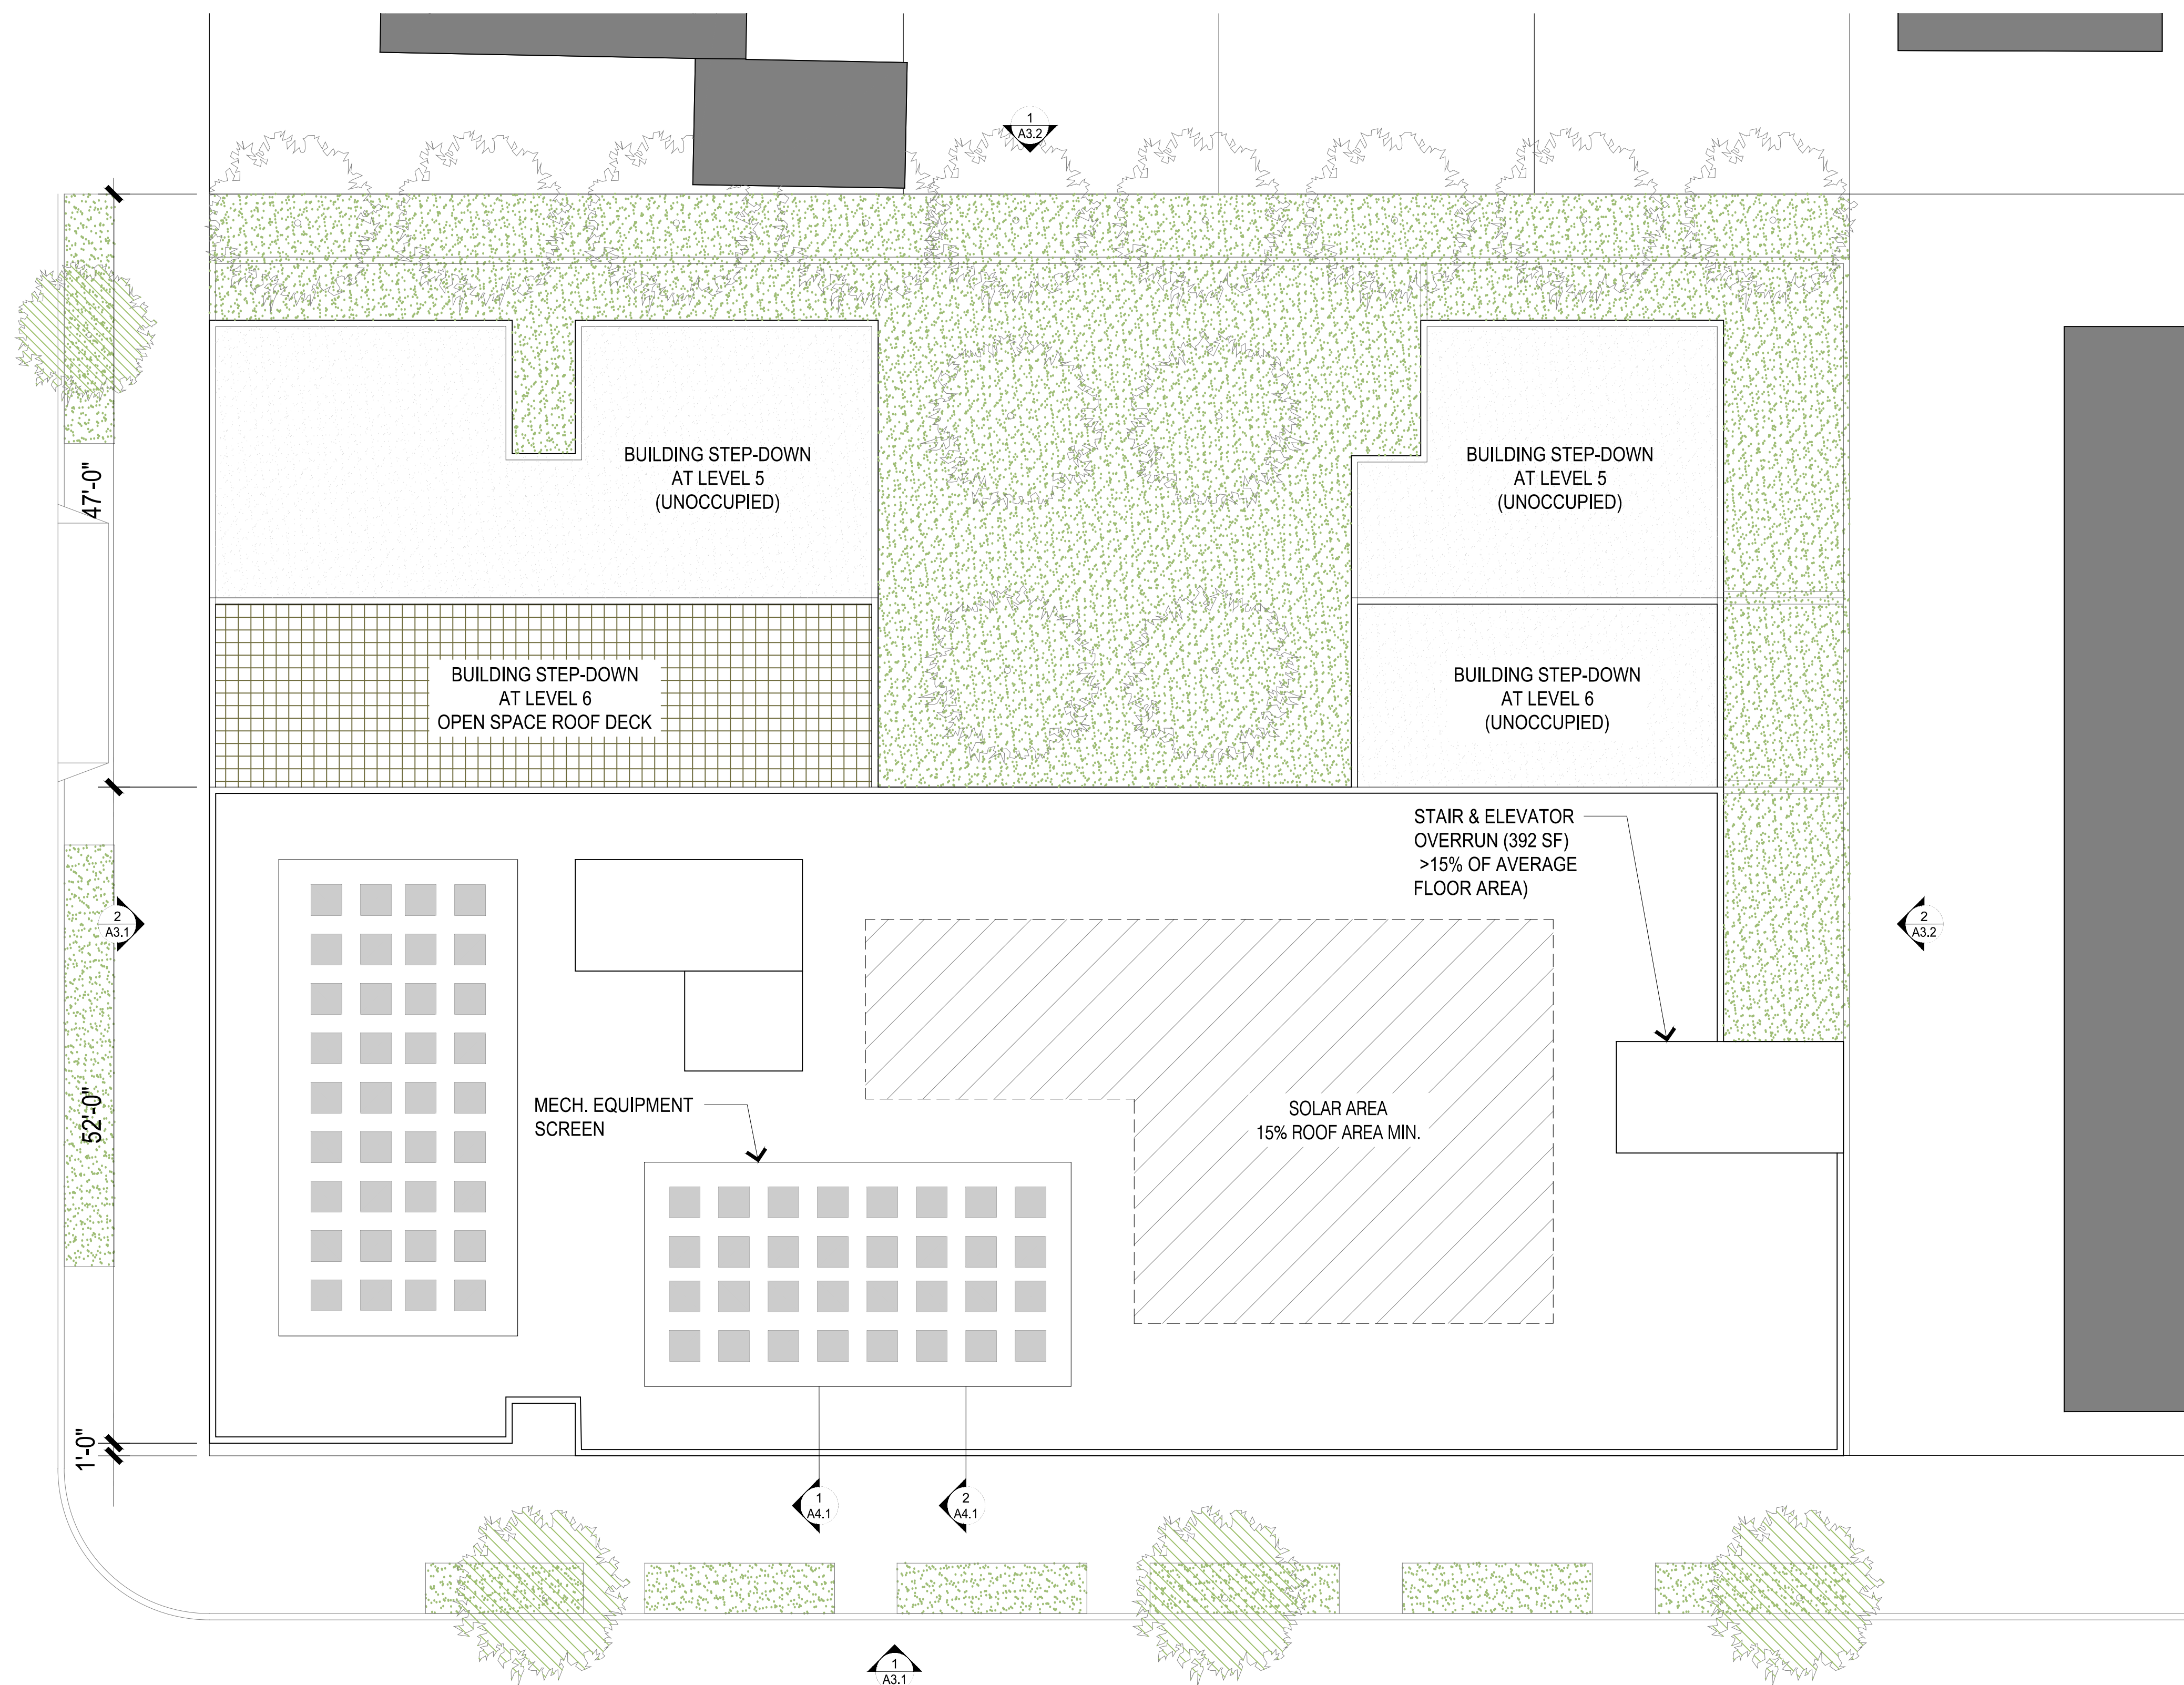 1
A3.2
47'-0"
BUILDING STEP-DOWN
AT LEVEL 5
(UNOCCUPIED)
BUILDING STEP-DOWN
AT LEVEL 5
(UNOCCUPIED)
BUILDING STEP-DOWN
AT LEVEL 6
OPEN SPACE ROOF DECK
BUILDING STEP-DOWN
AT LEVEL 6
(UNOCCUPIED)
STAIR & ELEVATOR
OVERRUN (392 SF)
>15% OF AVERAGE
FLOOR AREA)
2
A3.1
2
A3.2
52'-0"
MECH. EQUIPMENT
SCREEN
SOLAR AREA
15% ROOF AREA MIN.
1'-0"
1
A4.1
2
A4.1
1
A3.1